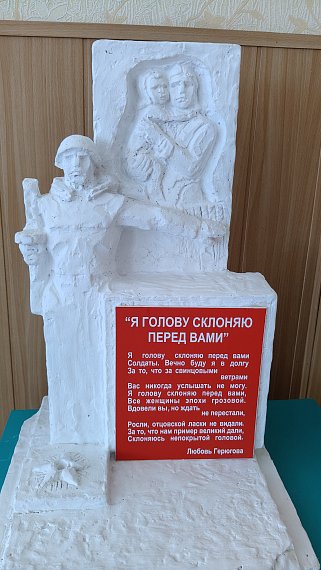 "Я ГОЛОВУ СКЛОНЯЮ
ПЕРЕД ВАМИ"
Я голову склоняю перед вами
Солдаты. Вечно буду я в долгу
За то, что за свинцовыми
ветрами
Вас никогда услышать не могу.
Я голову склоняю перед вами,
Все женщины эпохи грозовой.
Вдовели вы, но ждать
не перестали,
Росли, отцовской ласки не видали.
За то, что нам пример великий дали,
Склоняюсь непокрытой головой.
Любовь Герюгова